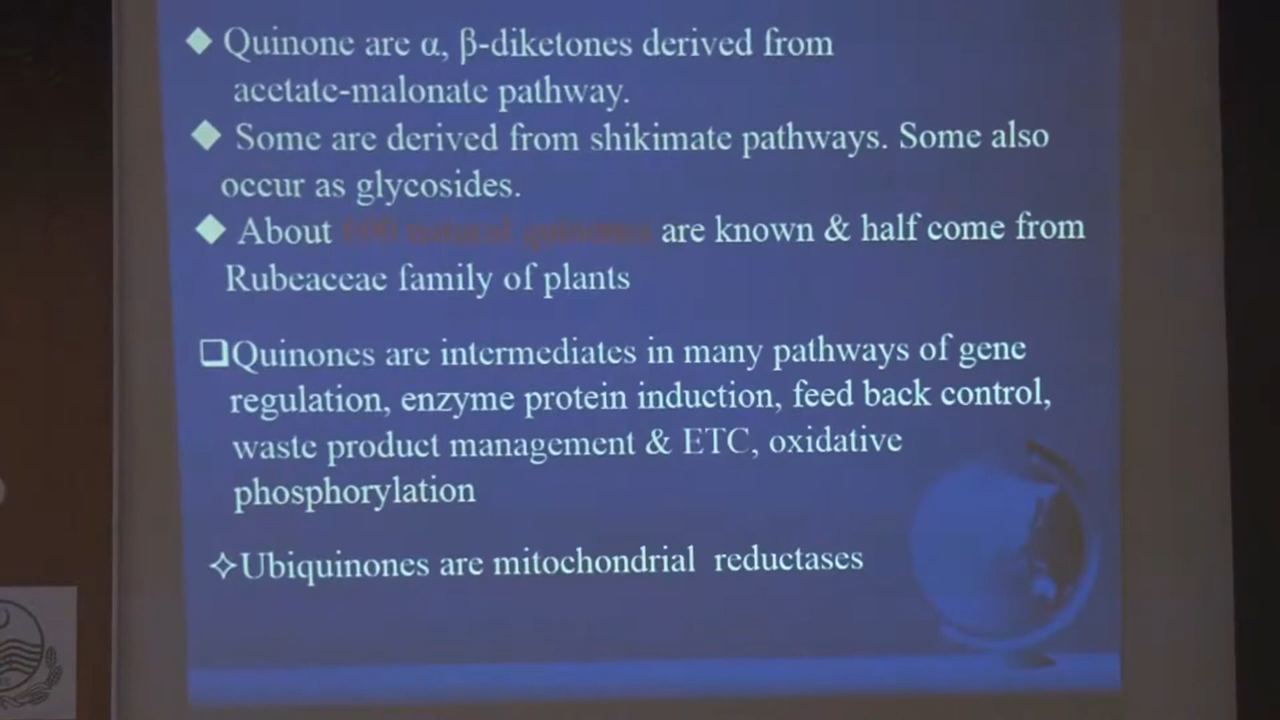 ◆ Quinone are α, β-diketones derived from
acetate-malonate pathway.
◆ Some are derived from shikimate pathways. Some also
occur as glycosides.
◆ About natural quinones are known & half come from
Rubeaceae family of plants
❑Quinones are intermediates in many pathways of gene
regulation, enzyme protein induction, feed back control,
waste product management & ETC, oxidative
phosphorylation
✧Ubiquinones are mitochondrial reductases